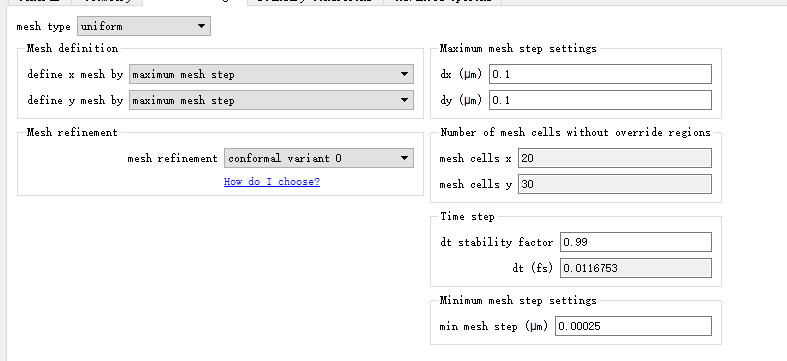 mesh type uniform
Mesh definition
define x mesh by maximum mesh step
define y mesh by maximum mesh step
Mesh refinement
mesh refinement conformal variant 0
How do I choose?
Maximum mesh step settings
dx (μm) 0.1
dy (μm) 0.1
Number of mesh cells without override regions
mesh cells x 20
mesh cells y 30
Time step
dt stability factor 0.99
dt (fs) 0.0116753
Minimum mesh step settings
min mesh step (μm) 0.00025